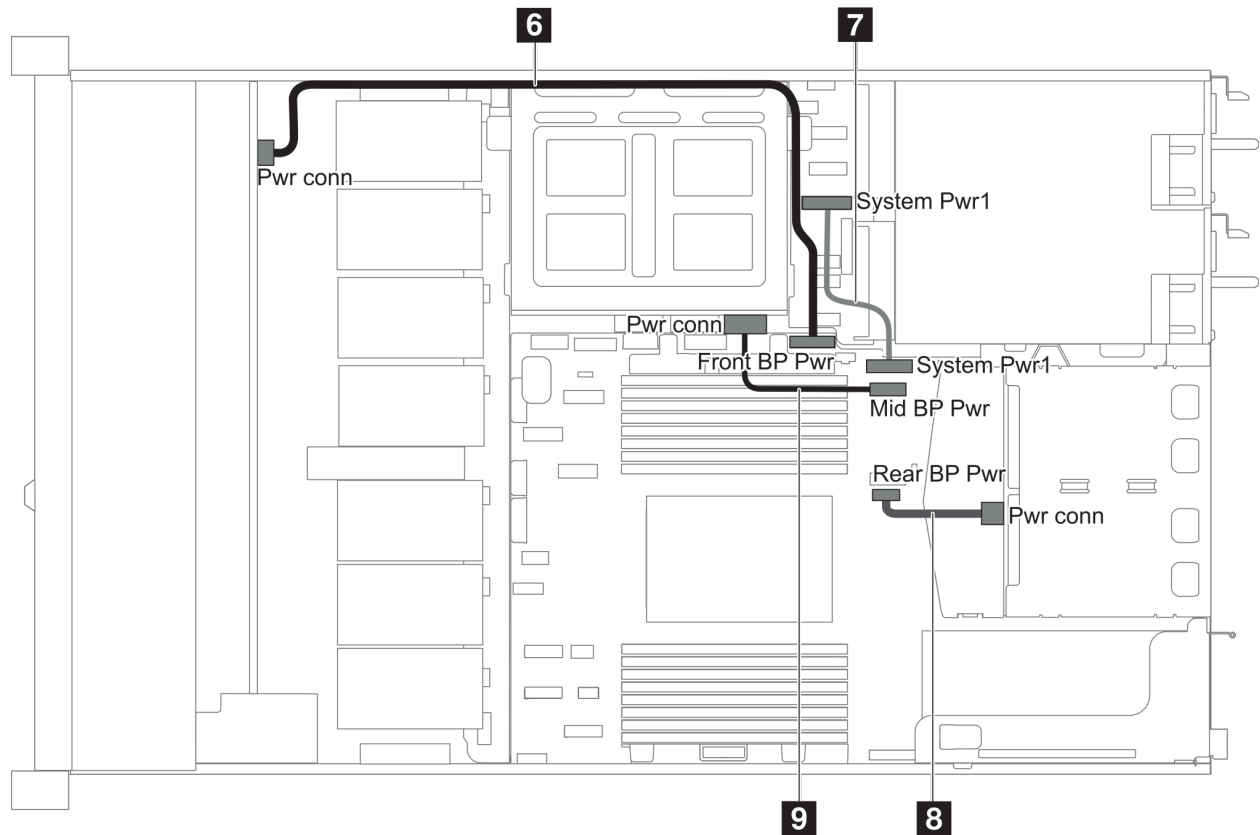 6
7
Pwr conn
System Pwr1
Pwr conn
Front BP Pwr
System Pwr1
Mid BP Pwr
Rear BP Pwr
Pwr conn
9
8